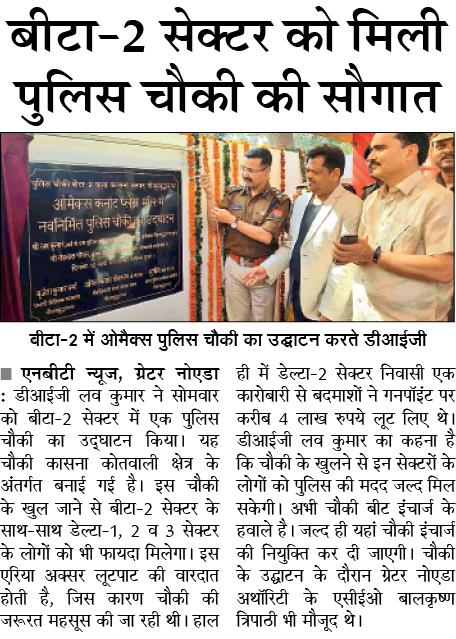 बीटा-2 सेक्टर को मिली
पुलिस चौकी की सौगात
पुलिस चौकी बीटा
ओमैक्स कनॉट प्लेस मॉल में
नवनिर्मित पुलिस चौकी का उद्घाटन
बीटा-2 में ओमैक्स पुलिस चौकी का उद्घाटन करते डीआईजी
■ एनबीटी न्यूज, ग्रेटर नोएडा
: डीआईजी लव कुमार ने सोमवार
को बीटा-2 सेक्टर में एक पुलिस
चौकी का उद्घाटन किया। यह
चौकी कासना कोतवाली क्षेत्र के
अंतर्गत बनाई गई है। इस चौकी
के खुल जाने से बीटा-2 सेक्टर के
साथ-साथ डेल्टा-1, 2 व 3 सेक्टर
के लोगों को भी फायदा मिलेगा। इस
एरिया अक्सर लूटपाट की वारदात
होती है, जिस कारण चौकी की
जरूरत महसूस की जा रही थी। हाल
ही में डेल्टा-2 सेक्टर निवासी एक
कारोबारी से बदमाशों ने गनपॉइंट पर
करीब 4 लाख रुपये लूट लिए थे।
डीआईजी लव कुमार का कहना है
कि चौकी के खुलने से इन सेक्टरों के
लोगों को पुलिस की मदद जल्द मिल
सकेगी। अभी चौकी बीट इंचार्ज के
हवाले है। जल्द ही यहां चौकी इंचार्ज
की नियुक्ति कर दी जाएगी। चौकी
के उद्घाटन के दौरान ग्रेटर नोएडा
अथॉरिटी के एसीईओ बालकृष्ण
त्रिपाठी भी मौजूद थे।